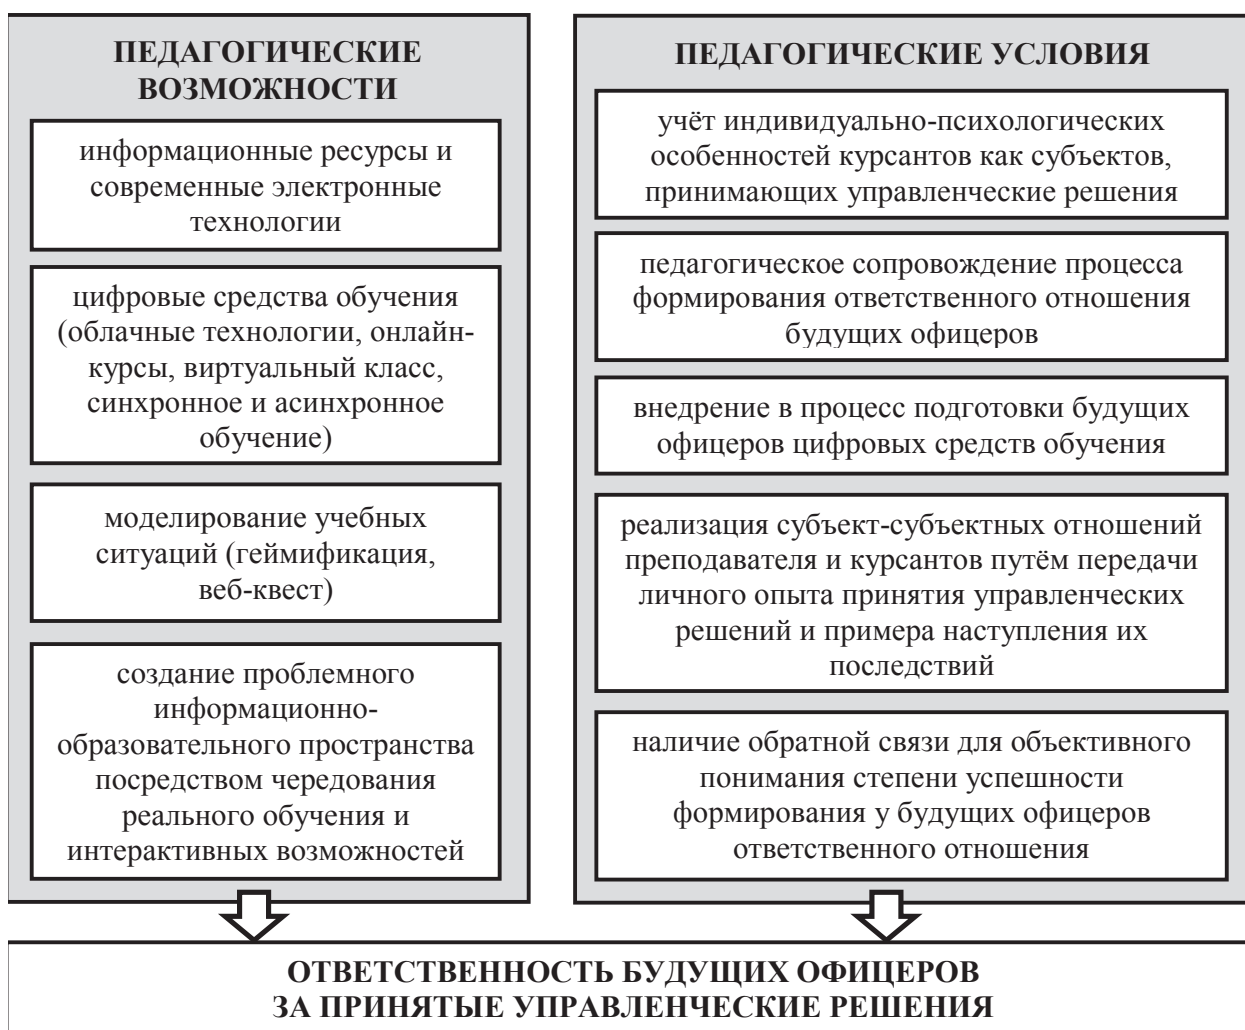 ПЕДАГОГИЧЕСКИЕ
ВОЗМОЖНОСТИ
информационные ресурсы и
современные электронные
технологии
цифровые средства обучения
(облачные технологии, онлайн-
курсы, виртуальный класс,
синхронное и асинхронное
обучение)
моделирование учебных
ситуаций (геймификация,
веб-квест)
создание проблемного
информационно-
образовательного пространства
посредством чередования
реального обучения и
интерактивных возможностей
ПЕДАГОГИЧЕСКИЕ УСЛОВИЯ
учёт индивидуально-психологических
особенностей курсантов как субъектов,
принимающих управленческие решения
педагогическое сопровождение процесса
формирования ответственного отношения
будущих офицеров
внедрение в процесс подготовки будущих
офицеров цифровых средств обучения
реализация субъект-субъектных отношений
преподавателя и курсантов путём передачи
личного опыта принятия управленческих
решений и примера наступления их
последствий
наличие обратной связи для объективного
понимания степени успешности
формирования у будущих офицеров
ответственного отношения
ОТВЕТСТВЕННОСТЬ БУДУЩИХ ОФИЦЕРОВ
ЗА ПРИНЯТЫЕ УПРАВЛЕНЧЕСКИЕ РЕШЕНИЯ